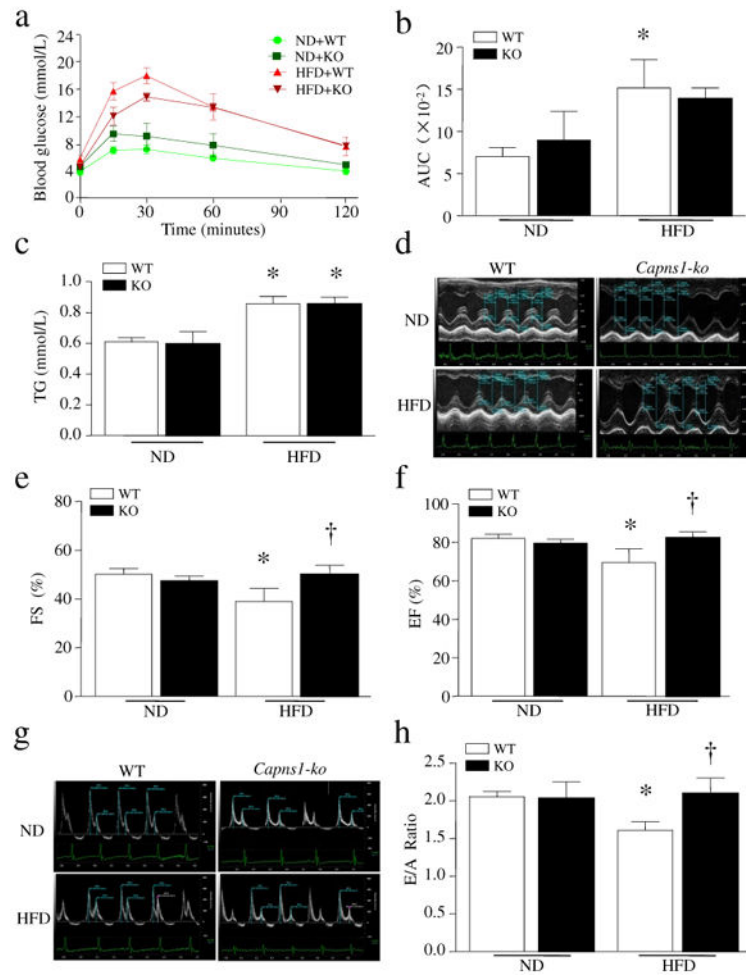 a
Blood glucose (mmol/L)
24
20
16
12
8
4
0
0 30 60 90 120
Time (minutes)
ND+WT
ND+KO
HFD+WT
HFD+KO
b
AUC (×10-2)
20
15
10
5
0
WT
KO
*
ND HFD
c
TG (mmol/L)
1.0
0.8
0.6
0.4
0.2
0.0
WT
KO
* *
ND HFD
d
WT Capns1-ko
ND
HFD
e
FS (%)
80
60
40
20
0
WT
KO
* †
ND HFD
f
EF (%)
100
80
60
40
20
0
WT
KO
* †
ND HFD
g
WT Capns1-ko
ND
HFD
h
E/A Ratio
2.5
2.0
1.5
1.0
0.5
0.0
WT
KO
* †
ND HFD